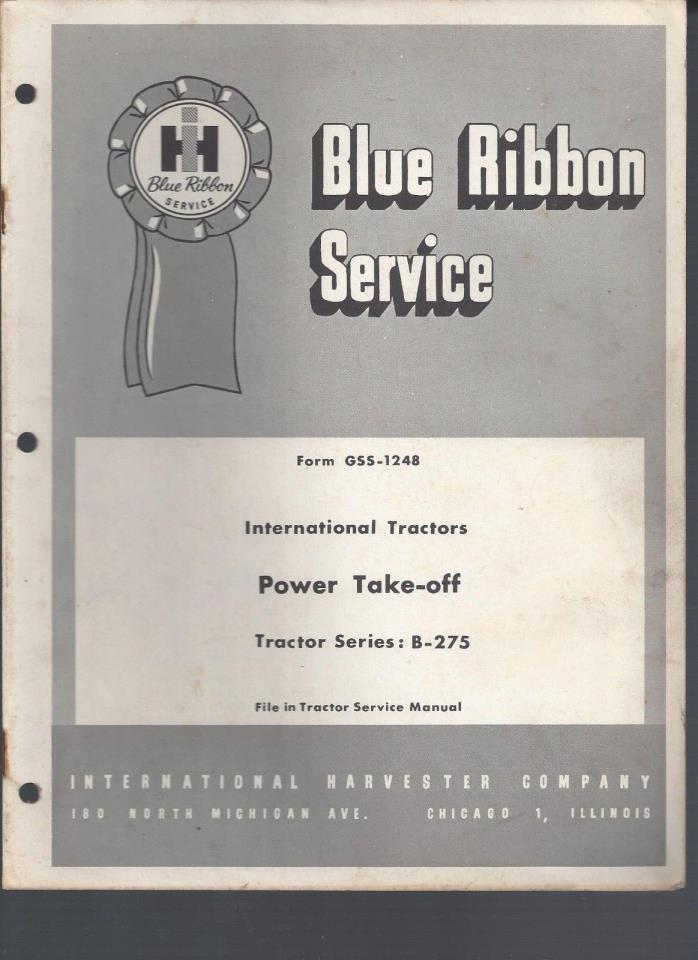 IH
Blue Ribbon
SERVICE
Blue Ribbon
Service
Form GSS-1248
International Tractors
Power Take-off
Tractor Series: B-275
File in Tractor Service Manual
INTERNATIONAL HARVESTER COMPANY
180 NORTH MICHIGAN AVE. CHICAGO 1, ILLINOIS